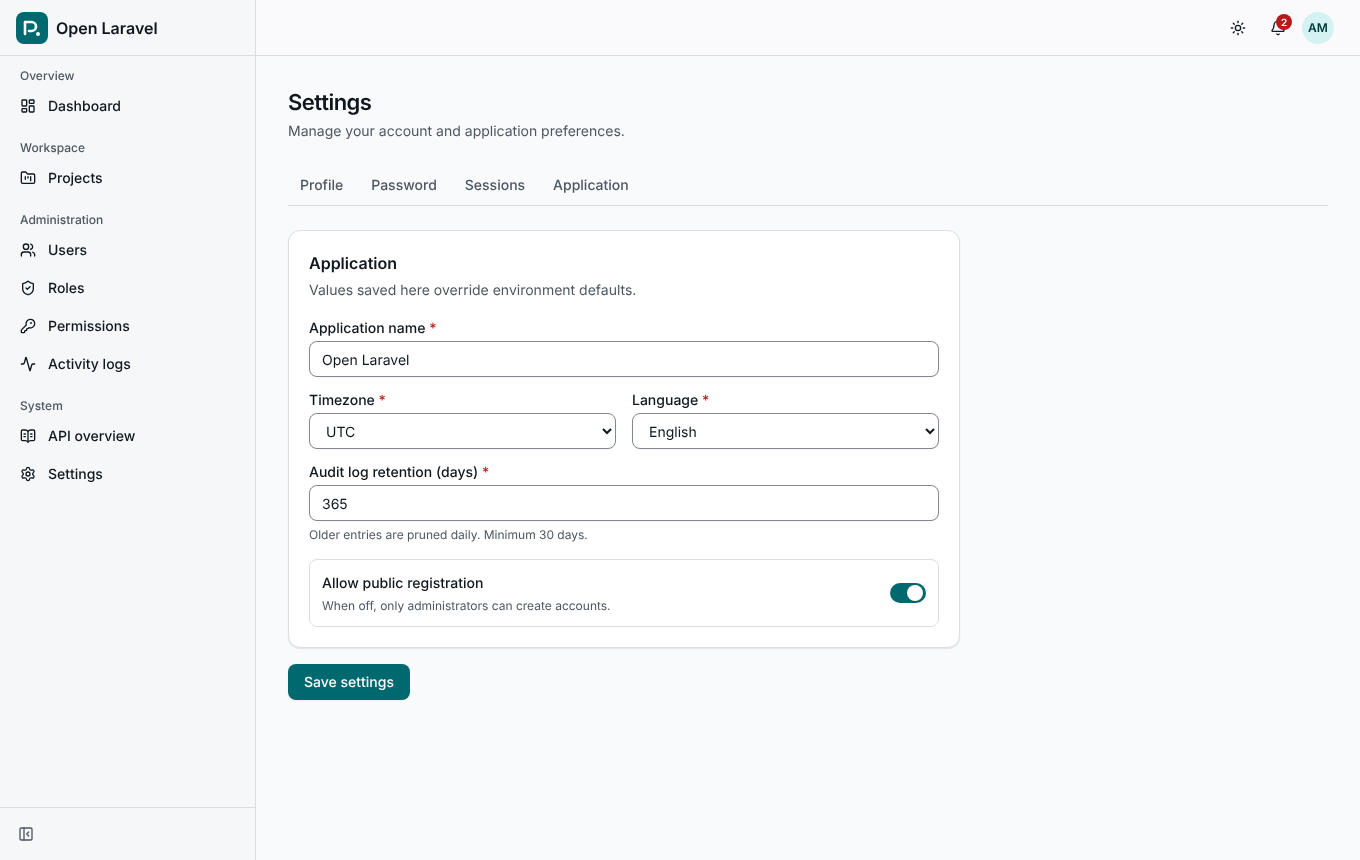 P.
Open Laravel
2
AM
Overview
Dashboard
Workspace
Projects
Administration
Users
Roles
Permissions
Activity logs
System
API overview
Settings
Settings
Manage your account and application preferences.
Profile
Password
Sessions
Application
Application
Values saved here override environment defaults.
Application name *
Open Laravel
Timezone *
Language *
UTC
English
Audit log retention (days) *
365
Older entries are pruned daily. Minimum 30 days.
Allow public registration
When off, only administrators can create accounts.
Save settings